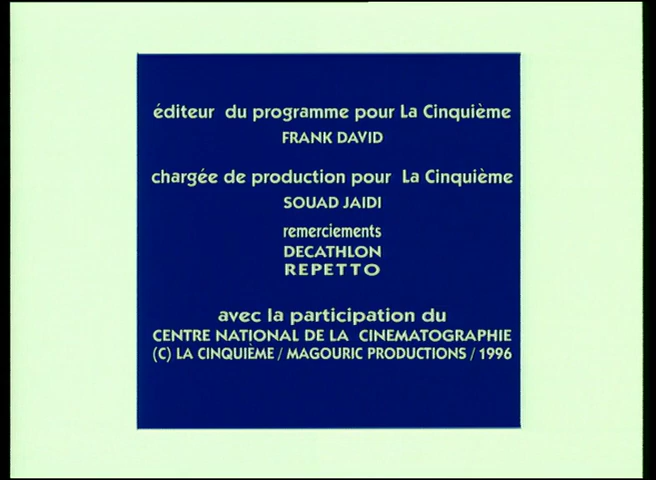 éditeur du programme pour La Cinquième
FRANK DAVID
chargée de production pour La Cinquième
SOUAD JAIDI
remerciements
DECATHLON
REPETTO
avec la participation du
CENTRE NATIONAL DE LA CINEMATOGRAPHIE
(C) LA CINQUIÈME / MAGOURIC PRODUCTIONS / 1996